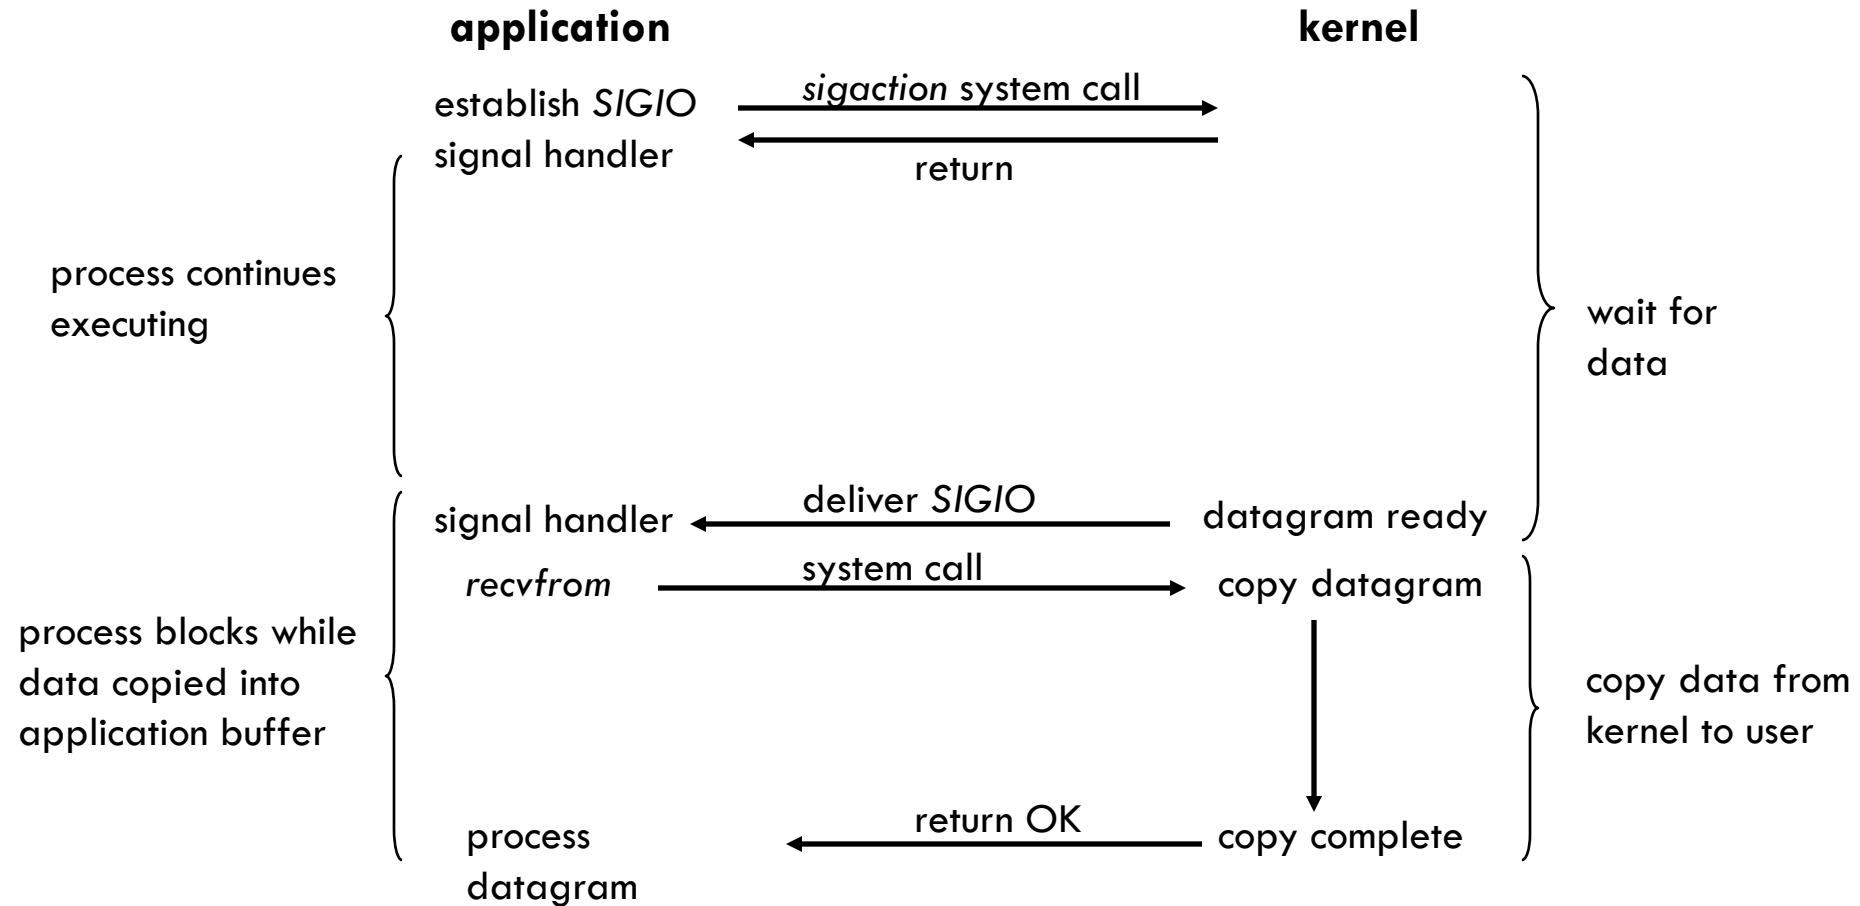 application
kernel
establish SIGIO
signal handler
sigaction system call
return
process continues
executing
wait for
data
signal handler
deliver SIGIO
datagram ready
recvfrom
system call
copy datagram
process blocks while
data copied into
application buffer
copy data from
kernel to user
process
datagram
return OK
copy complete